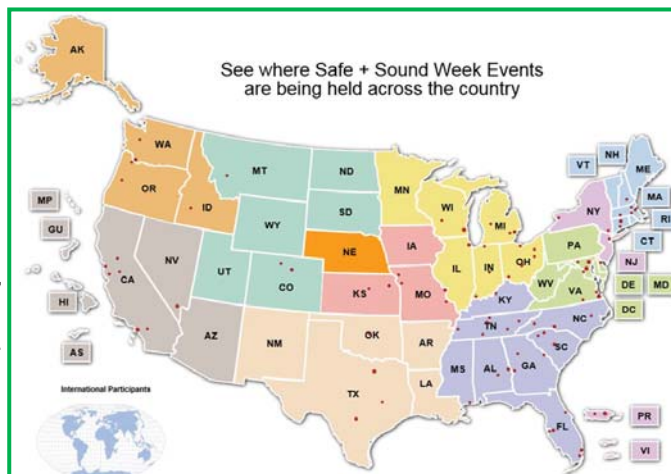 See where Safe + Sound Week Events
are being held across the country
AK
WA
OR
ID
MT
ND
MN
WI
MI
VT
NH
ME
MA
RI
CT
NY
MP
GU
HI
AS
CA
NV
UT
AZ
WY
SD
NE
CO
KS
IA
MO
IL
IN
OH
PA
NJ
DE
MD
DC
WV
VA
KY
NC
TN
SC
NM
OK
AR
TX
LA
MS
AL
GA
FL
PR
VI
International Participants